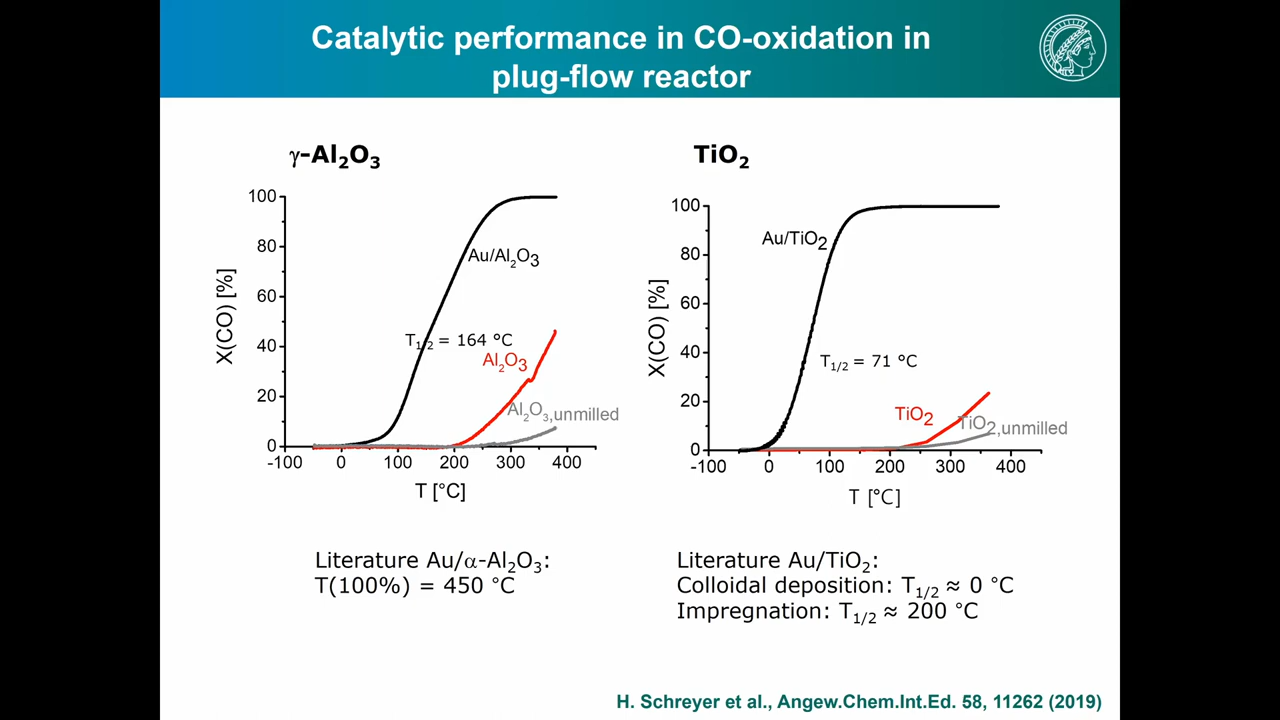 Catalytic performance in CO-oxidation in
plug-flow reactor
γ-Al₂O₃
100
80
60
40
20
0
X(CO) [%]
Au/Al₂O₃
T₁/₂ = 164 °C
Al₂O₃
Al₂O₃,unmilled
-100 0 100 200 300 400
T [°C]
TiO₂
100
80
60
40
20
0
X(CO) [%]
Au/TiO₂
T₁/₂ = 71 °C
TiO₂
TiO₂,unmilled
-100 0 100 200 300 400
T [°C]
Literature Au/α-Al₂O₃:
T(100%) = 450 °C
Literature Au/TiO₂:
Colloidal deposition: T₁/₂ ≈ 0 °C
Impregnation: T₁/₂ ≈ 200 °C
H. Schreyer et al., Angew.Chem.Int.Ed. 58, 11262 (2019)